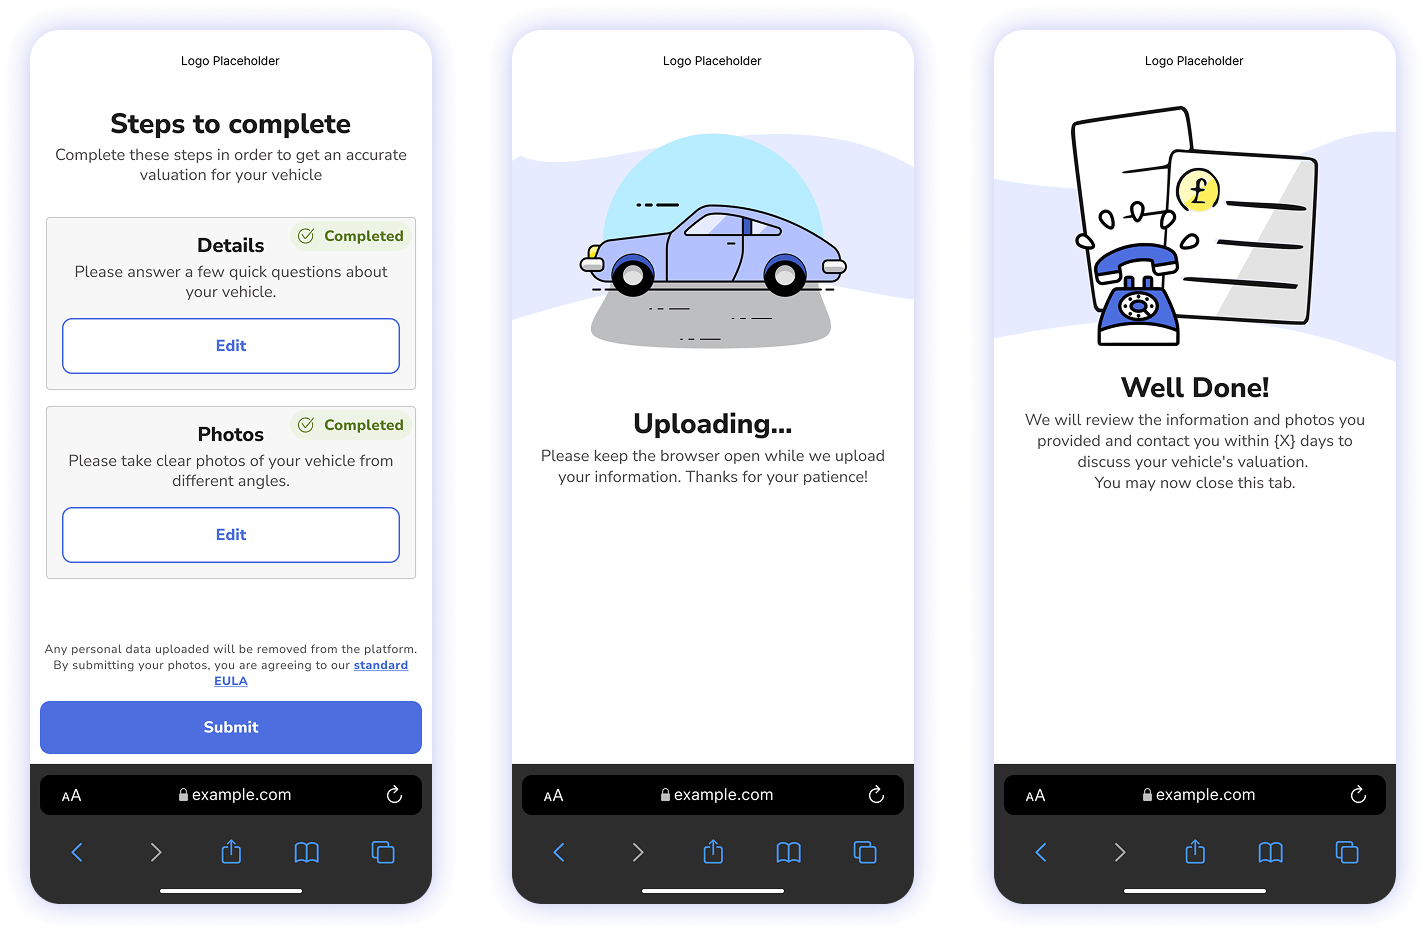 Logo Placeholder
Steps to complete
Complete these steps in order to get an accurate
valuation for your vehicle
Completed
Details
Please answer a few quick questions about
your vehicle.
Edit
Completed
Photos
Please take clear photos of your vehicle from
different angles.
Edit
Any personal data uploaded will be removed from the platform.
By submitting your photos, you are agreeing to our standard
EULA
Submit
AA example.com
Logo Placeholder
Uploading...
Please keep the browser open while we upload
your information. Thanks for your patience!
AA example.com
Logo Placeholder
£
Well Done!
We will review the information and photos you
provided and contact you within {X} days to
discuss your vehicle's valuation.
You may now close this tab.
AA example.com